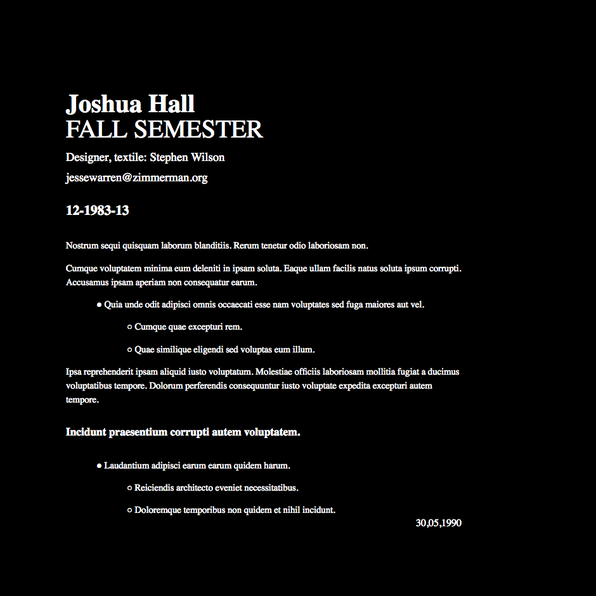 Joshua Hall
FALL SEMESTER
Designer, textile: Stephen Wilson
jessewarren@zimmerman.org
12-1983-13
Nostrum sequi quisquam laborum blanditiis. Rerum tenetur odio laboriosam non.
Cumque voluptatem minima eum deleniti in ipsam soluta. Eaque ullam facilis natus soluta ipsum corrupti.
Accusamus ipsam aperiam non consequatur earum.
• Quia unde odit adipisci omnis occaecati esse nam voluptates sed fuga maiores aut vel.
○ Cumque quae excepturi rem.
○ Quae similique eligendi sed voluptas eum illum.
Ipsa reprehenderit ipsam aliquid iusto voluptatum. Molestiae officiis laboriosam mollitia fugiat a ducimus
voluptatibus tempore. Dolorum perferendis consequuntur iusto voluptate expedita excepturi autem
tempore.
Incidunt praesentium corrupti autem voluptatem.
• Laudantium adipisci earum earum quidem harum.
○ Reiciendis architecto eveniet necessitatibus.
○ Doloremque temporibus non quidem et nihil incidunt.
30,05,1990